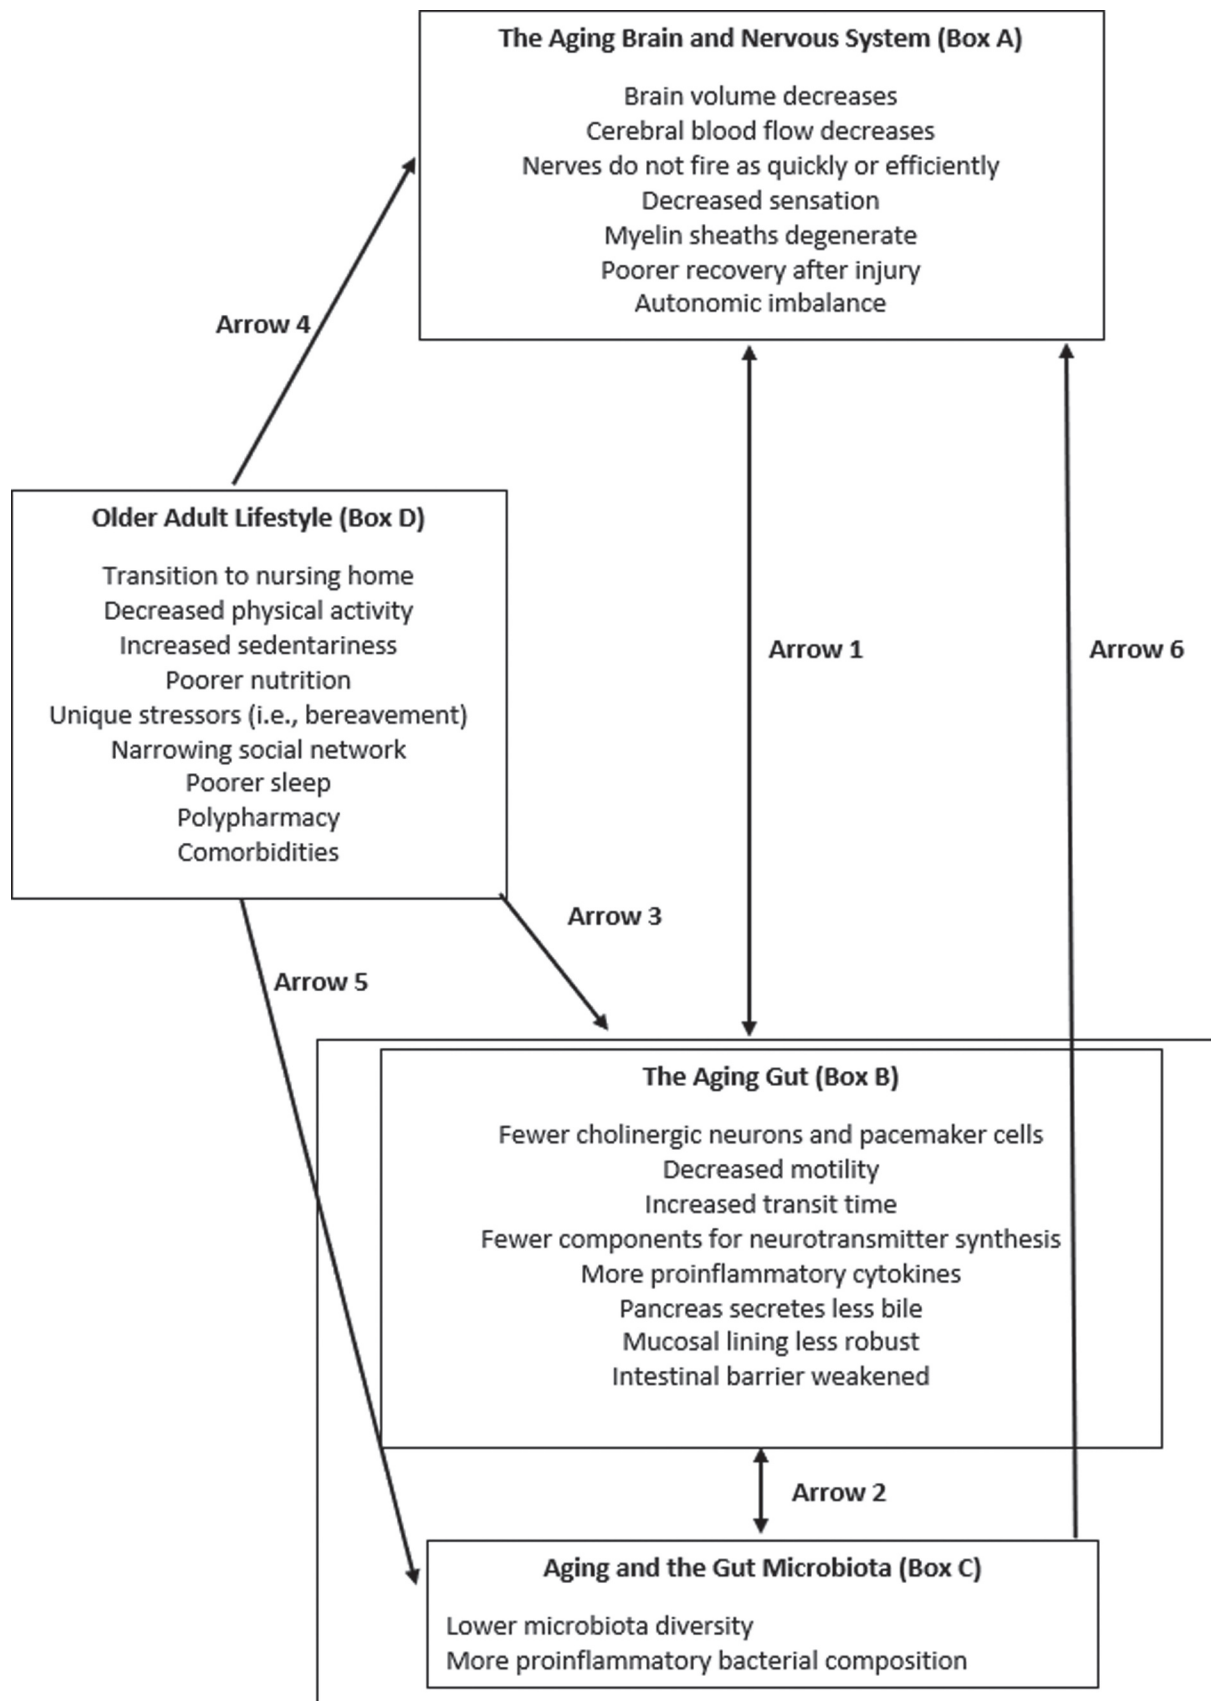 The Aging Brain and Nervous System (Box A)
Brain volume decreases
Cerebral blood flow decreases
Nerves do not fire as quickly or efficiently
Decreased sensation
Myelin sheaths degenerate
Poorer recovery after injury
Autonomic imbalance
Arrow 4
Older Adult Lifestyle (Box D)
Transition to nursing home
Decreased physical activity
Increased sedentariness
Poorer nutrition
Unique stressors (i.e., bereavement)
Narrowing social network
Poorer sleep
Polypharmacy
Comorbidities
Arrow 1
Arrow 6
Arrow 3
Arrow 5
The Aging Gut (Box B)
Fewer cholinergic neurons and pacemaker cells
Decreased motility
Increased transit time
Fewer components for neurotransmitter synthesis
More proinflammatory cytokines
Pancreas secretes less bile
Mucosal lining less robust
Intestinal barrier weakened
Arrow 2
Aging and the Gut Microbiota (Box C)
Lower microbiota diversity
More proinflammatory bacterial composition